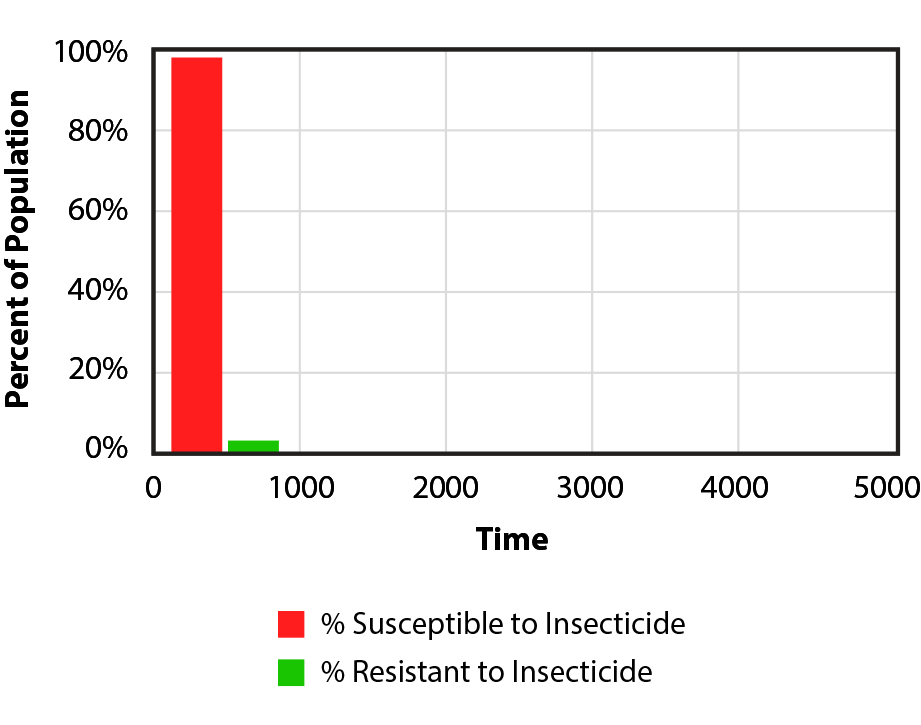 100%
80%
60%
40%
20%
0%
Percent of Population
0 1000 2000 3000 4000 5000
Time
% Susceptible to Insecticide
% Resistant to Insecticide